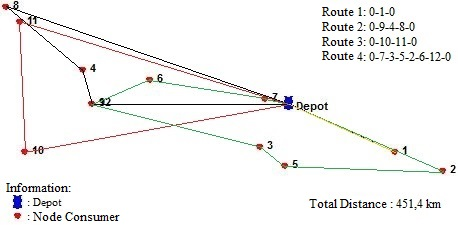 8
11
Route 1: 0-1-0
Route 2: 0-9-4-8-0
Route 3: 0-10-11-0
Route 4: 0-7-3-5-2-6-12-0
4
6
7
Depot
3
10
1
5
2
Information:
: Depot
: Node Consumer
Total Distance : 451,4 km